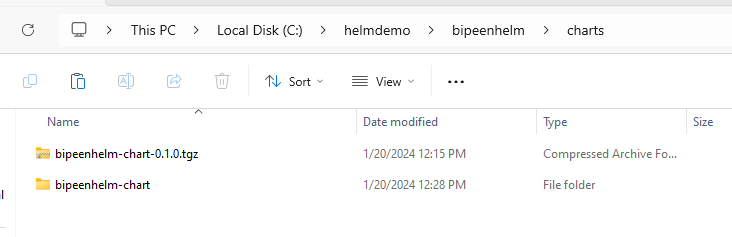 This PC > Local Disk (C:) > helmdemo > bipeenhelm > charts
Sort View ...
Name Date modified Type Size
bipeenhelm-chart-0.1.0.tgz 1/20/2024 12:15 PM Compressed Archive Fo...
bipeenhelm-chart 1/20/2024 12:28 PM File folder